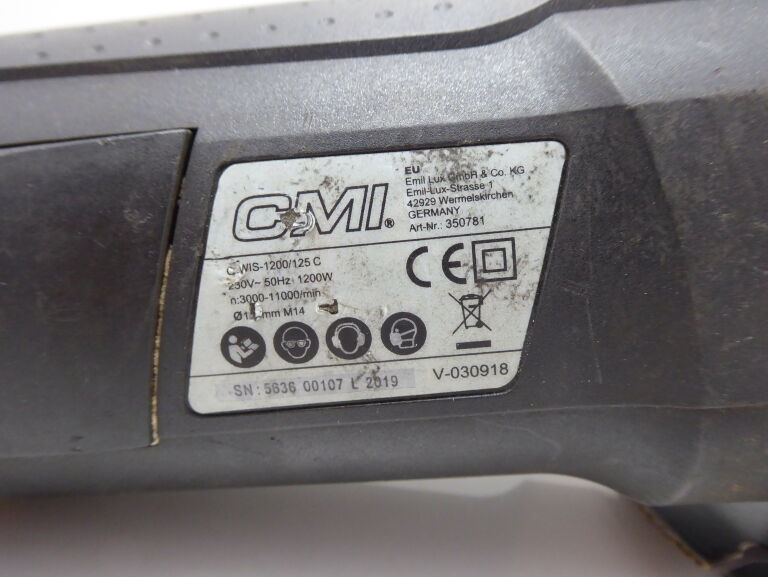 CMI®
EU
Emil Lux GmbH & Co. KG
Emil-Lux-Strasse 1
42929 Wermelskirchen
GERMANY
Art-Nr.: 350781
WIS-1200/125 C
230V~ 50Hz 1200W
n:3000-11000/min
mm M14
CE
SN: 5636 00107 L 2019
V-030918